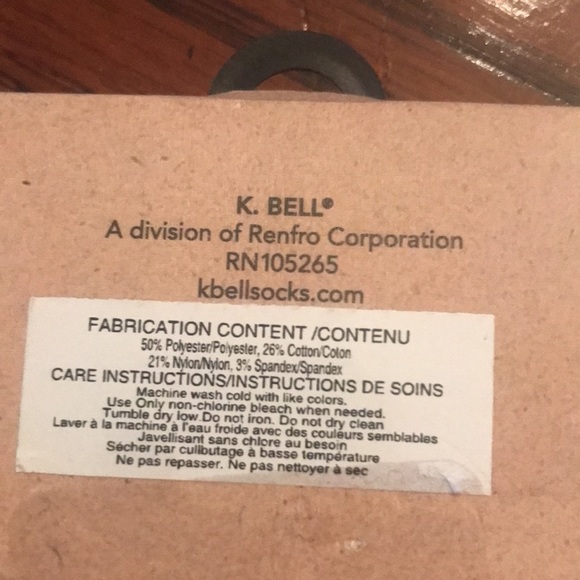 K. BELL®
A division of Renfro Corporation
RN105265
kbellsocks.com
FABRICATION CONTENT /CONTENU
50% Polyester/Polyester, 26% Cotton/Coton
21% Nylon/Nylon, 3% Spandex/Spandex
CARE INSTRUCTIONS/INSTRUCTIONS DE SOINS
Machine wash cold with like colors.
Use Only non-chlorine bleach when needed.
Tumble dry low.Do not iron. Do not dry clean
Laver à la machine à l'eau froide avec des couleurs semblables
Javellisant sans chlore au besoin
Sécher par culibutage à basse température
Ne pas repasser. Ne pas nettoyer à sec